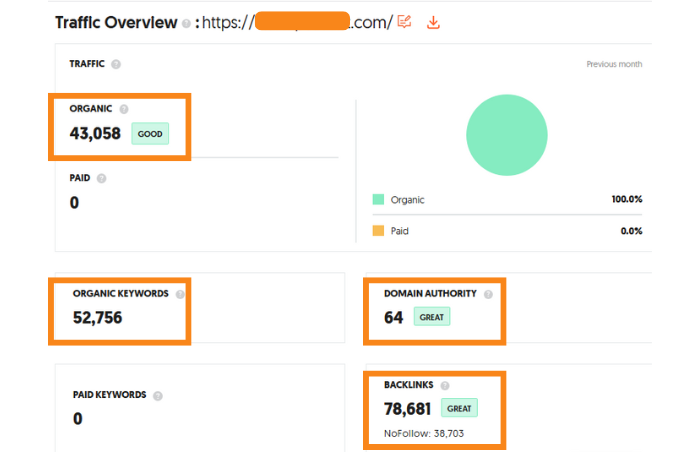 Traffic Overview : https:// .com/
TRAFFIC
Previous month
ORGANIC
43,058 GOOD
PAID
0
Organic 100.0%
Paid 0.0%
ORGANIC KEYWORDS
52,756
DOMAIN AUTHORITY
64 GREAT
PAID KEYWORDS
0
BACKLINKS
78,681 GREAT
NoFollow: 38,703